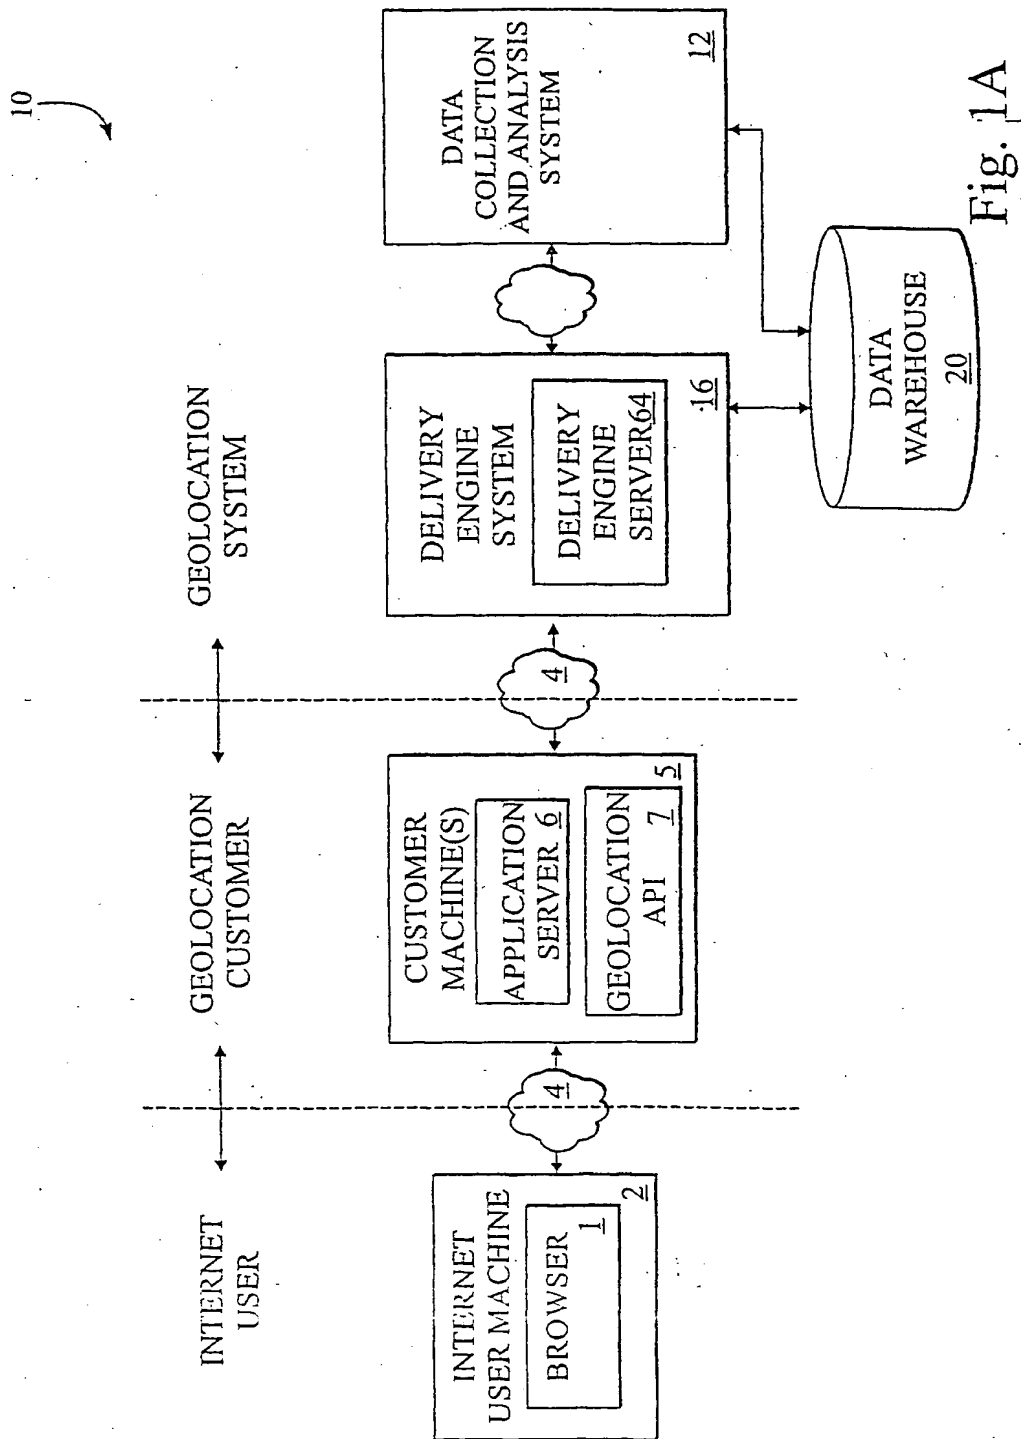 10
INTERNET
USER
GEOLOCATION
CUSTOMER
GEOLOCATION
SYSTEM
INTERNET
USER MACHINE
BROWSER 1
2
4
CUSTOMER
MACHINE(S)
APPLICATION
SERVER 6
GEOLOCATION
API 7
5
4
DELIVERY
ENGINE
SYSTEM
DELIVERY
ENGINE
SERVER 64
16
DATA
COLLECTION
AND ANALYSIS
SYSTEM
12
DATA
WAREHOUSE
20
Fig. 1A